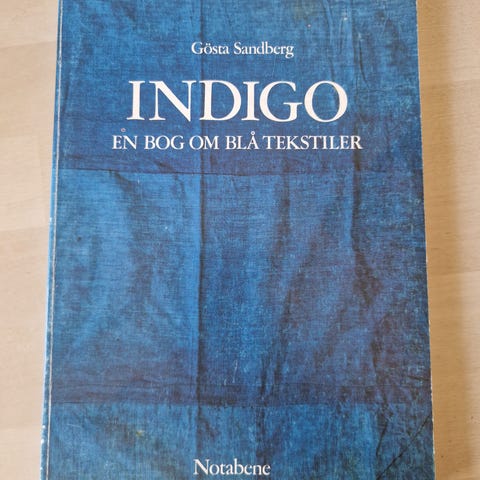 Gösta Sandberg
INDIGO
EN BOG OM BLÅ TEKSTILER
Notabene